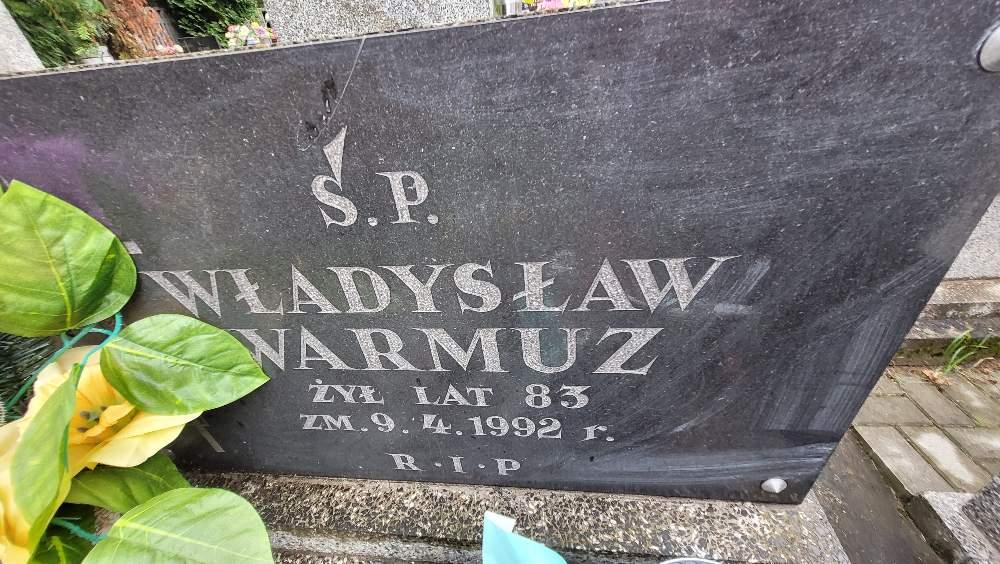 Ś.P.
WŁADYSŁAW
WARMUZ
ŻYŁ LAT 83
ZM. 9. 4. 1992 r.
R·I·P